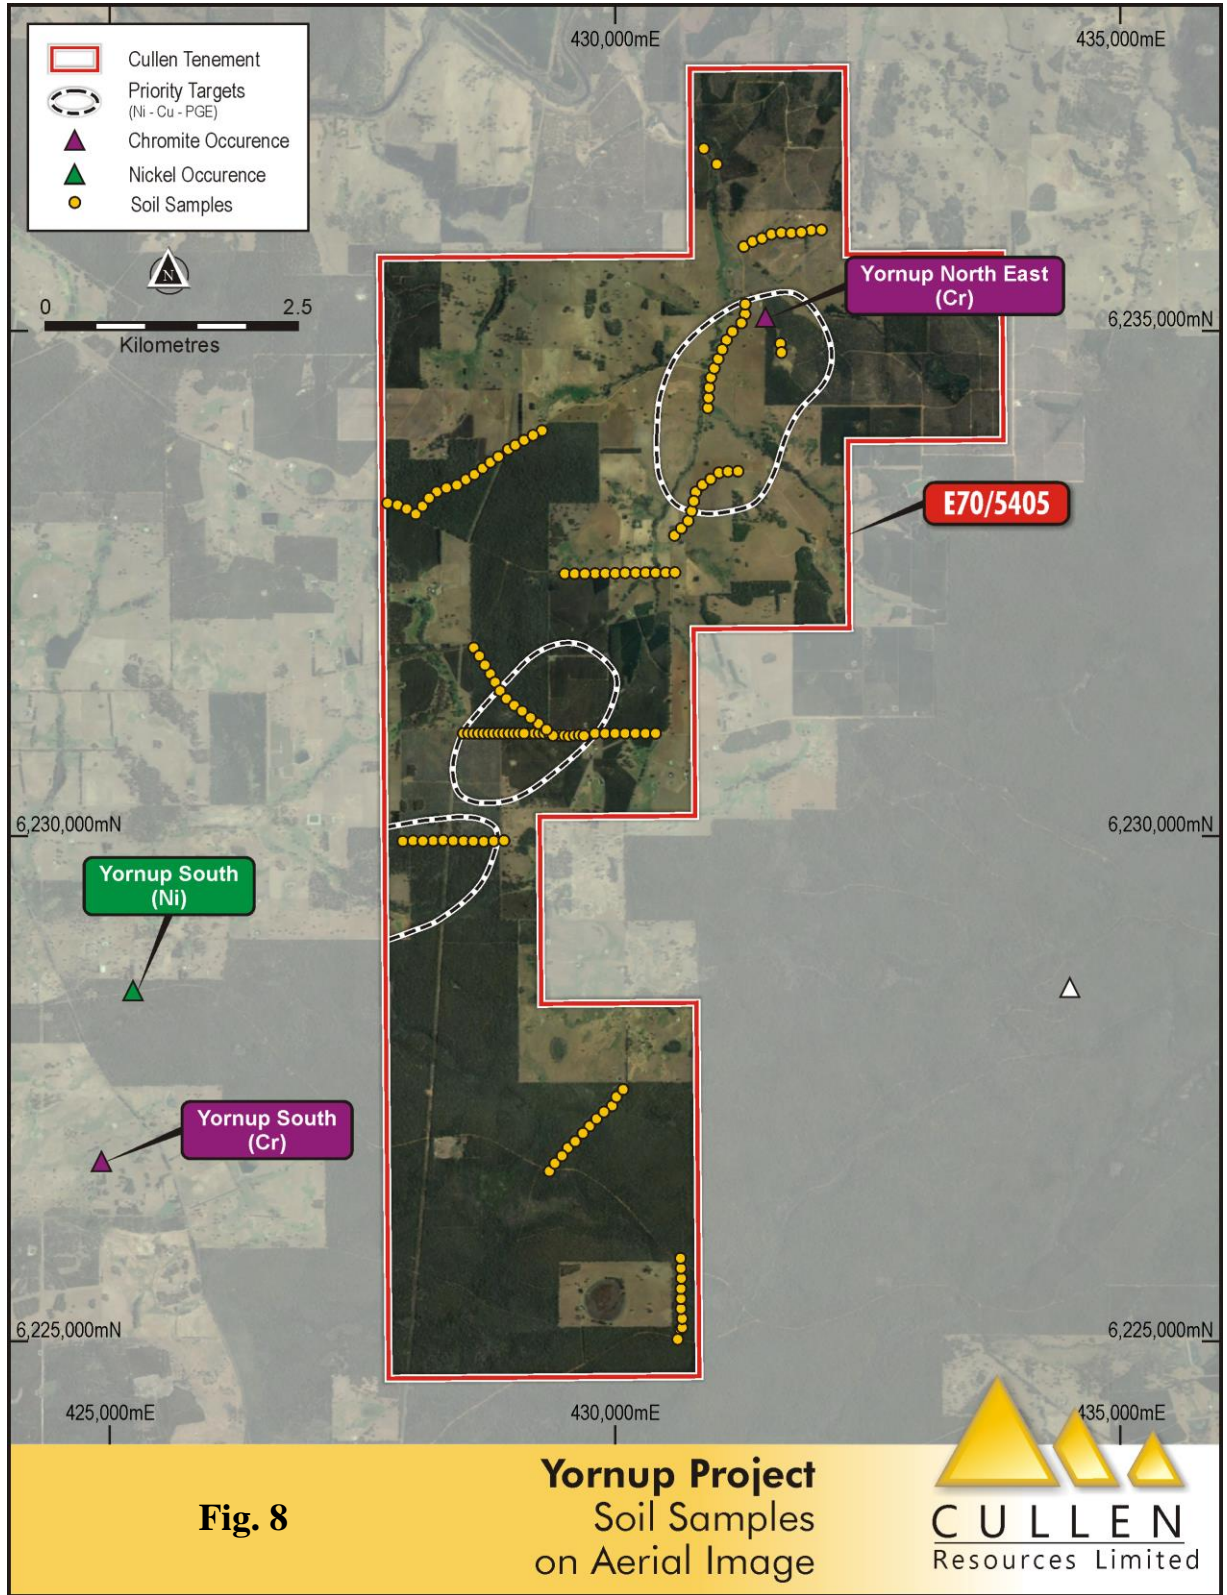 430,000mE
435,000mE
Cullen Tenement
Priority Targets
(Ni - Cu - PGE)
Chromite Occurence
Nickel Occurence
Soil Samples
N
0 2.5
Kilometres
Yornup North East
(Cr)
6,235,000mN
E70/5405
6,230,000mN
6,230,000mN
Yornup South
(Ni)
Yornup South
(Cr)
6,225,000mN
6,225,000mN
425,000mE
430,000mE
435,000mE
Fig. 8
Yornup Project
Soil Samples
on Aerial Image
CULLEN
Resources Limited